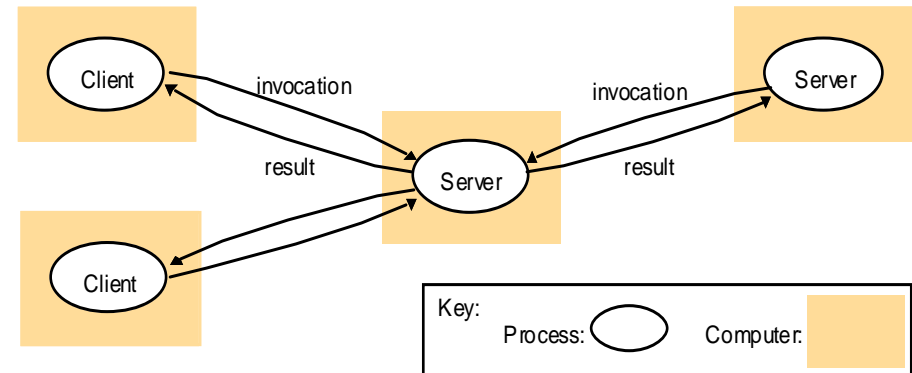 Client
invocation
result
Server
invocation
result
Server
Client
Key:
Process:
Computer: